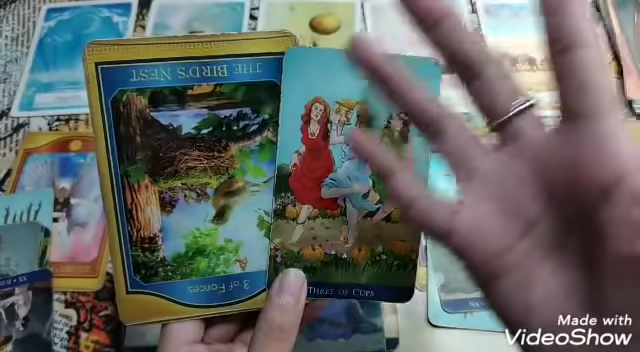 THE BIRD'S NEST
3 of Forces
THREE OF CUPS
Made with
VideoShow